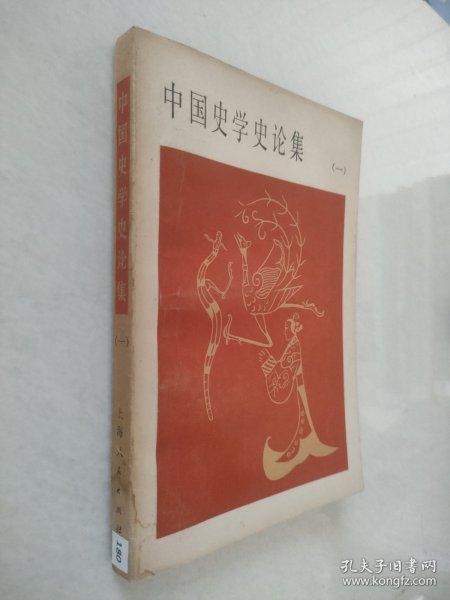 中国史学史论集
(一)
中国史学史论集
(一)
上海人民出版社
180
孔夫子旧书网
www.kongfz.com